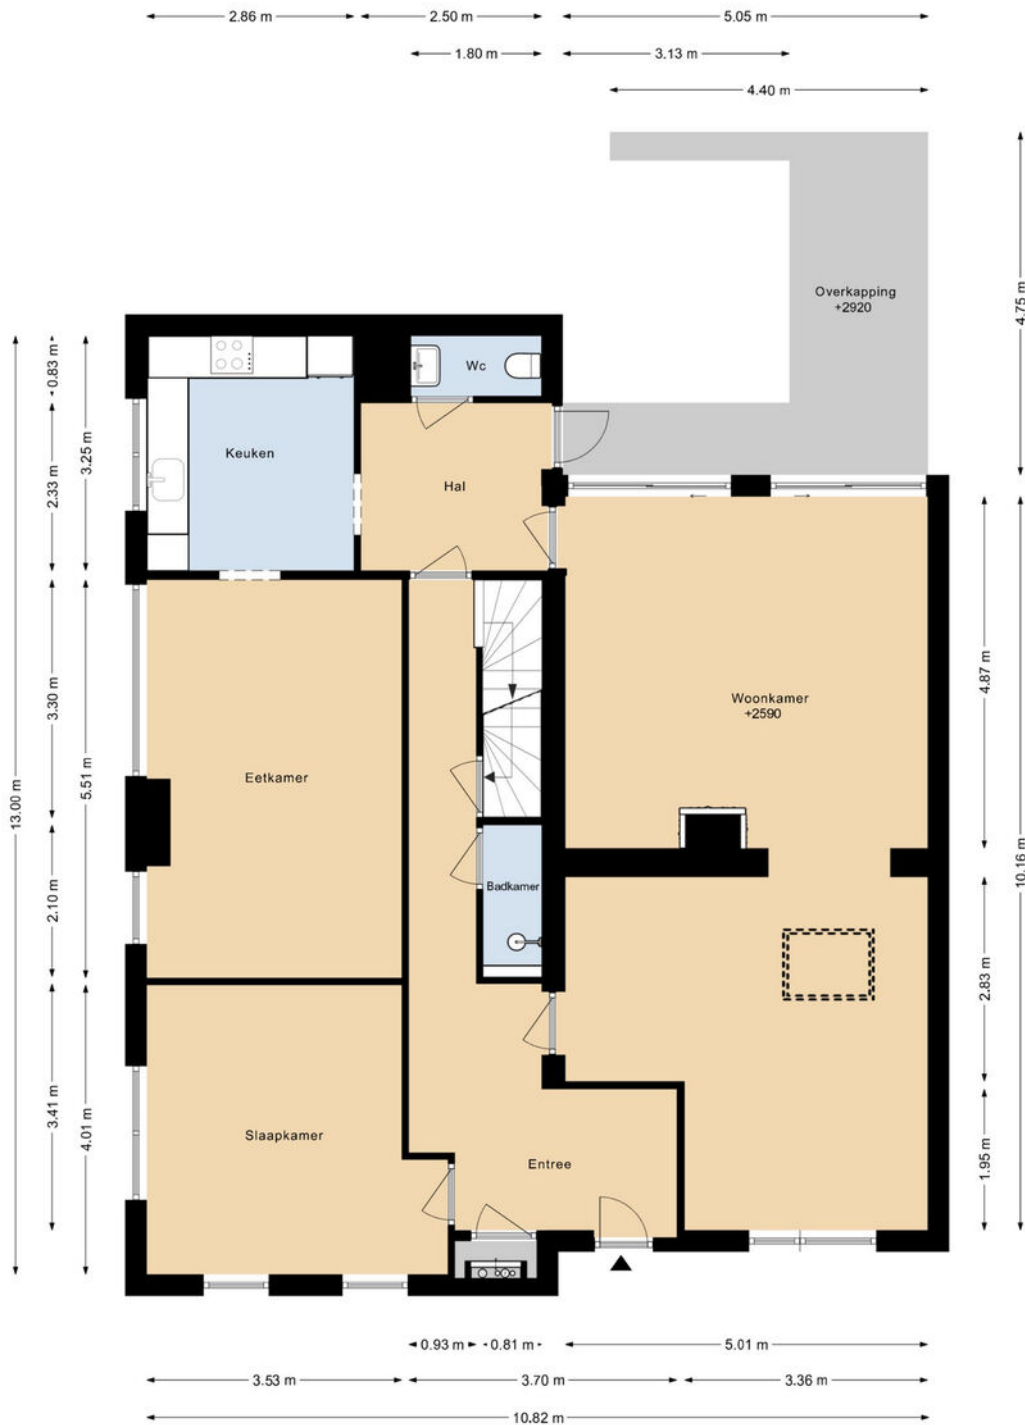 2.86 m
2.50 m
5.05 m
1.80 m
3.13 m
4.40 m
Overkapping
+2920
4.75 m
13.00 m
0.83 m
2.33 m
3.25 m
Wc
Keuken
Hal
3.30 m
5.51 m
2.10 m
Eetkamer
Woonkamer
+2590
4.87 m
10.16 m
Badkamer
2.83 m
3.41 m
4.01 m
Slaapkamer
Entree
1.95 m
0.93 m
0.81 m
5.01 m
3.53 m
3.70 m
3.36 m
10.82 m